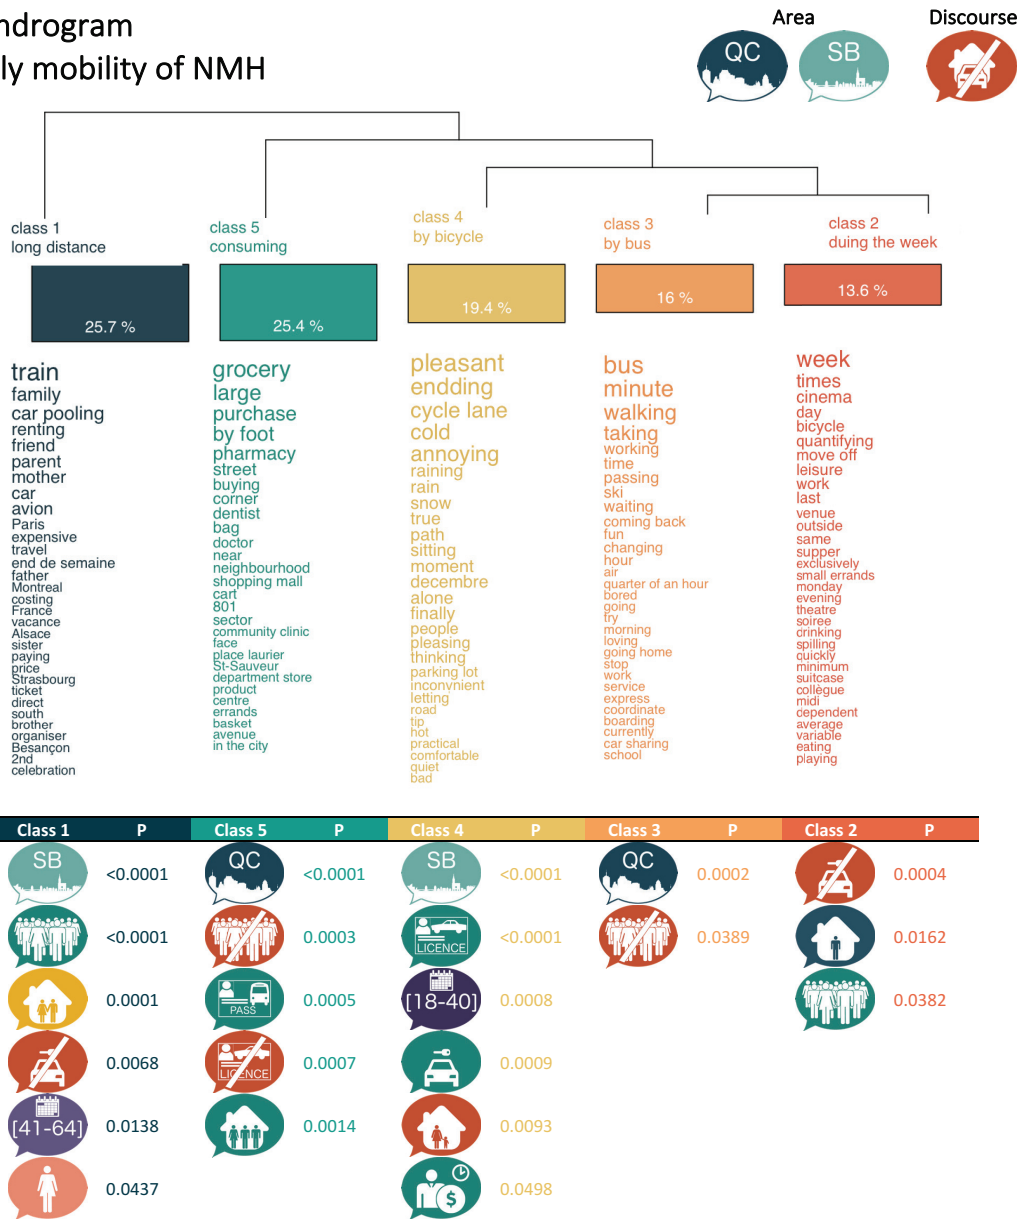 ndrogram
ly mobility of NMH
Area
Discourse
QC
SB
class 1
long distance
class 5
consuming
class 4
by bicycle
class 3
by bus
class 2
duing the week
25.7 %
25.4 %
19.4 %
16 %
13.6 %
train
family
car pooling
renting
friend
parent
mother
car
avion
Paris
expensive
travel
end de semaine
father
Montreal
costing
France
vacance
Alsace
sister
paying
price
Strasbourg
ticket
direct
south
brother
organiser
Besançon
2nd
celebration
grocery
large
purchase
by foot
pharmacy
street
buying
corner
dentist
bag
doctor
near
neighbourhood
shopping mall
cart
801
sector
community clinic
face
place laurier
St-Sauveur
department store
product
centre
errands
basket
avenue
in the city
pleasant
endding
cycle lane
cold
annoying
raining
rain
snow
true
path
sitting
moment
decembre
alone
finally
people
pleasing
thinking
parking lot
inconvnient
letting
road
tip
hot
practical
comfortable
quiet
bad
bus
minute
walking
taking
working
time
passing
ski
waiting
coming back
fun
changing
hour
air
quarter of an hour
bored
going
try
morning
loving
going home
stop
work
service
express
coordinate
boarding
currently
car sharing
school
week
times
cinema
day
bicycle
quantifying
move off
leisure
work
last
venue
outside
same
supper
exclusively
small errands
monday
evening
theatre
soiree
drinking
spilling
quickly
minimum
suitcase
collègue
midi
dependent
average
variable
eating
playing
Class 1 P Class 5 P Class 4 P Class 3 P Class 2 P
SB <0.0001 QC <0.0001 SB <0.0001 QC 0.0002 0.0004
<0.0001 0.0003 LICENCE <0.0001 0.0389 0.0162
0.0001 PASS 0.0005 [18-40] 0.0008 0.0382
0.0068 LICENCE 0.0007 0.0009
[41-64] 0.0138 0.0014 0.0093
0.0437 $ 0.0498